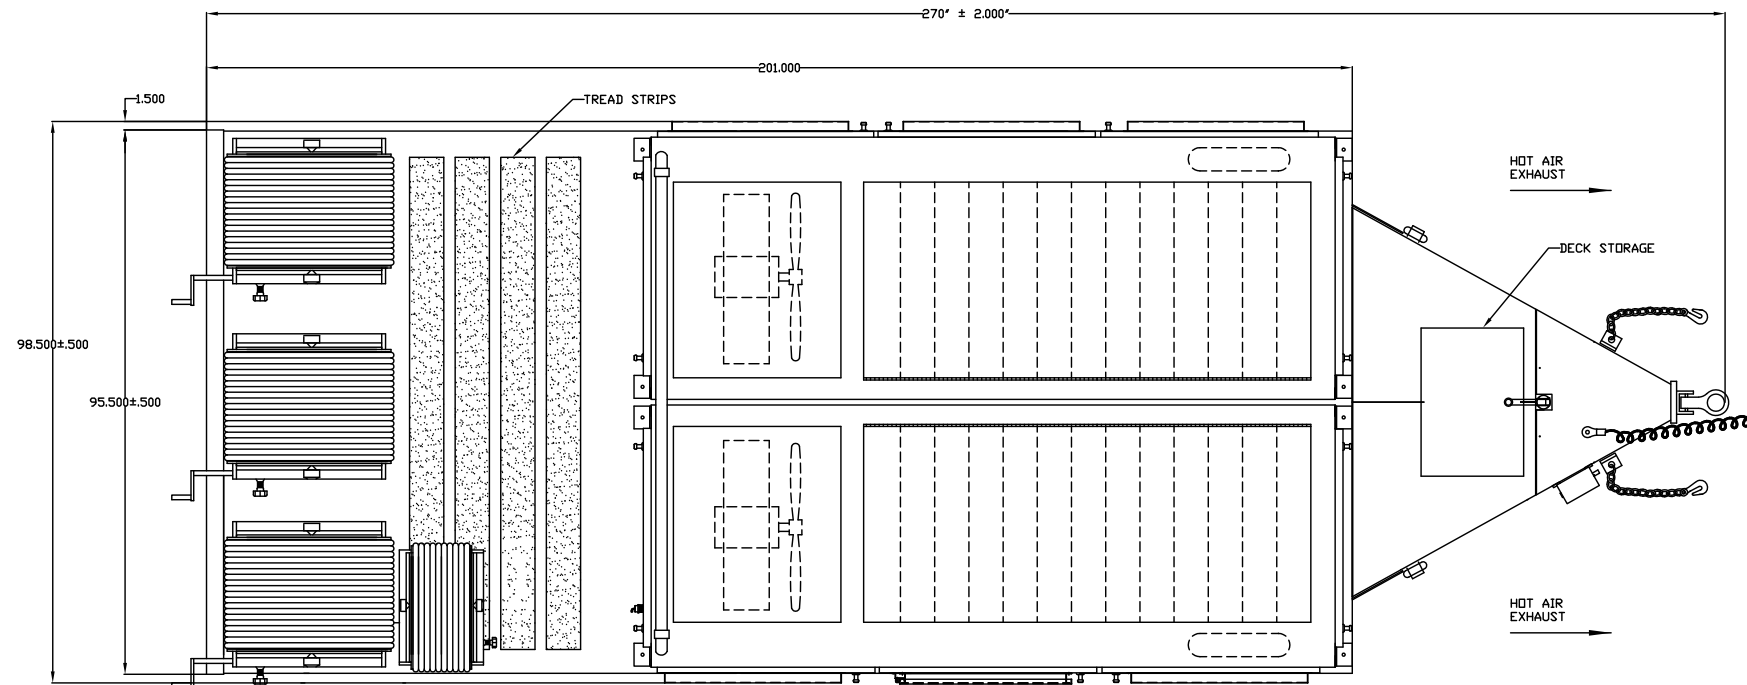 270" ± 2.000"
201.000
1.500
TREAD STRIPS
HOT AIR
EXHAUST
DECK STORAGE
98.500±.500
95.500±.500
HOT AIR
EXHAUST